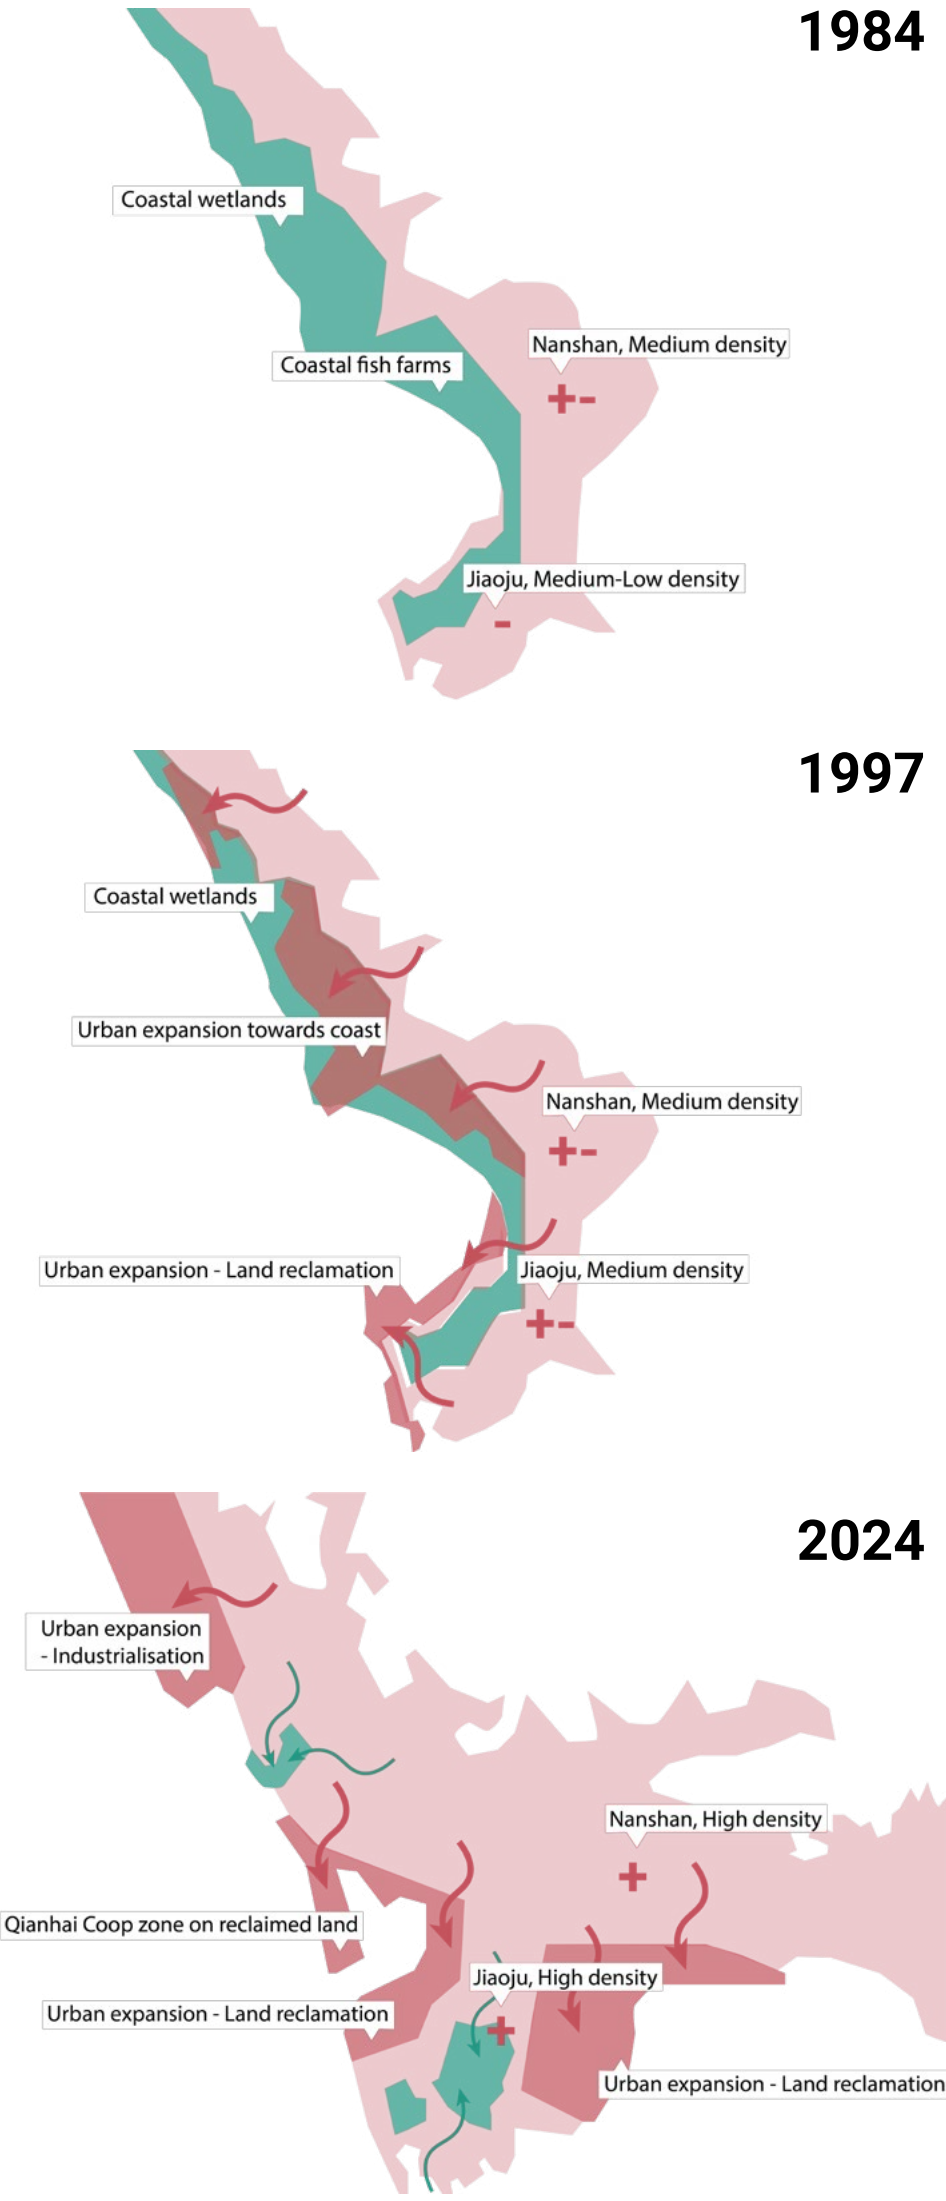 1984
Coastal wetlands
Nanshan, Medium density
+-
Coastal fish farms
Jiaoju, Medium-Low density
-
1997
Coastal wetlands
Urban expansion towards coast
Nanshan, Medium density
+-
Urban expansion - Land reclamation
Jiaoju, Medium density
+-
2024
Urban expansion
- Industrialisation
Nanshan, High density
+
Qianhai Coop zone on reclaimed land
Jiaoju, High density
+
Urban expansion - Land reclamation
Urban expansion - Land reclamation